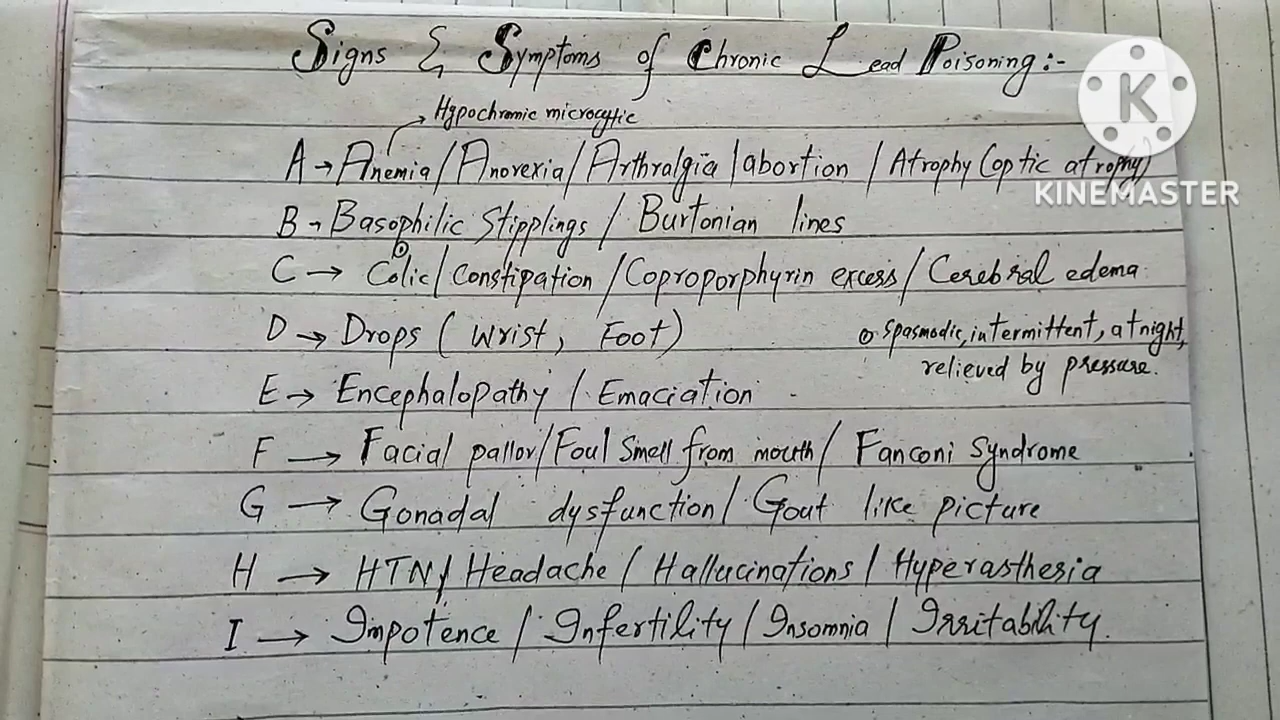 Signs & Symptoms of Chronic Lead Poisoning:-
Hypochromic microcytic
A → Anemia/Anorexia/Arthralgia/abortion/Atrophy (optic atrophy)
B → Basophilic Stipplings / Burtonian lines
C → Colic/Constipation/Coproporphyrin excess/Cerebral edema
D → Drops (Wrist, Foot)
⊙ Spasmodic, intermittent, at night,
relieved by pressure.
E → Encephalopathy / Emaciation
F → Facial pallor/Foul Smell from mouth/ Fanconi Syndrome
G → Gonadal dysfunction/ Gout like picture
H → HTN/Headache/Hallucinations/Hyperasthesia
I → Impotence/Infertility/Insomnia/Irritability.
K
KINEMASTER